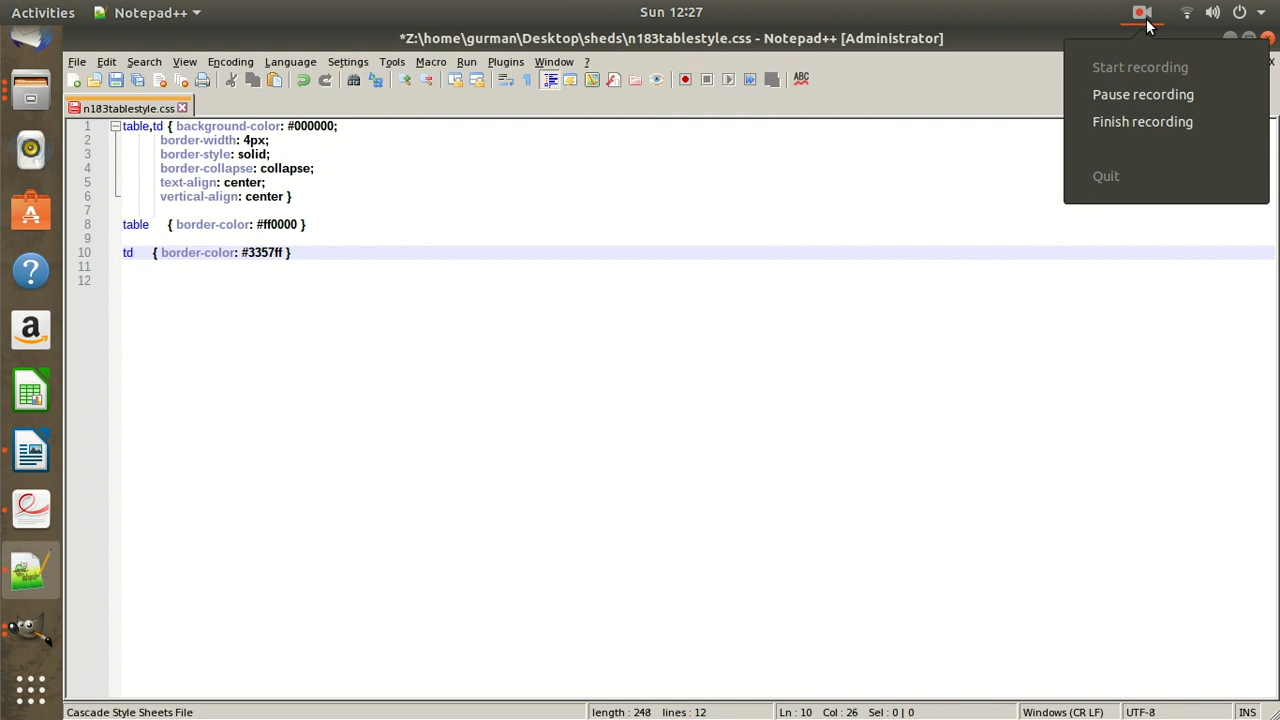 Activities Notepad++ Sun 12:27
*Z:\home\gurman\Desktop\sheds\n183tablestyle.css - Notepad++ [Administrator]
File Edit Search View Encoding Language Settings Tools Macro Run Plugins Window ? X
ABC
n183tablestyle.css
1 table,td { background-color: #000000;
2 border-width: 4px;
3 border-style: solid;
4 border-collapse: collapse;
5 text-align: center;
6 vertical-align: center }
7
8 table { border-color: #ff0000 }
9
10 td { border-color: #3357ff }
11
12
Start recording
Pause recording
Finish recording
Quit
Cascade Style Sheets File length : 248 lines : 12 Ln : 10 Col : 26 Sel : 0 | 0 Windows (CR LF) UTF-8 INS